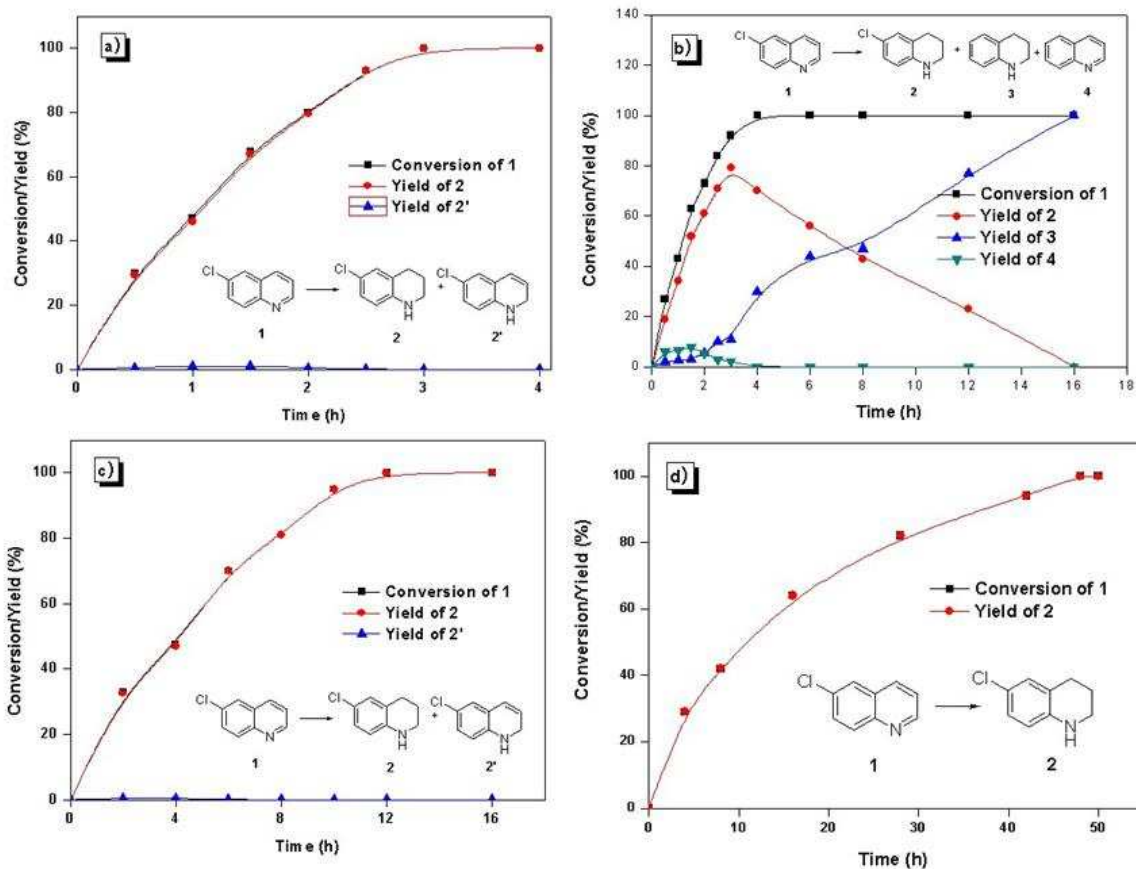 a)
Conversion/Yield (%)
100
80
60
40
20
0
Conversion of 1
Yield of 2
Yield of 2'
Cl
N
1
Cl
N
H
2
+
Cl
N
H
2'
0 1 2 3 4
Time (h)
b)
Conversion/Yield (%)
140
120
100
80
60
40
20
0
Cl
N
1
Cl
N
H
2
+
N
H
3
+
N
4
Conversion of 1
Yield of 2
Yield of 3
Yield of 4
0 2 4 6 8 10 12 14 16 18
Time (h)
c)
Conversion/Yield (%)
100
80
60
40
20
0
Conversion of 1
Yield of 2
Yield of 2'
Cl
N
1
Cl
N
H
2
+
Cl
N
H
2'
0 4 8 12 16
Time (h)
d)
Conversion/Yield (%)
100
80
60
40
20
0
Conversion of 1
Yield of 2
Cl
N
1
Cl
N
H
2
0 10 20 30 40 50
Time (h)